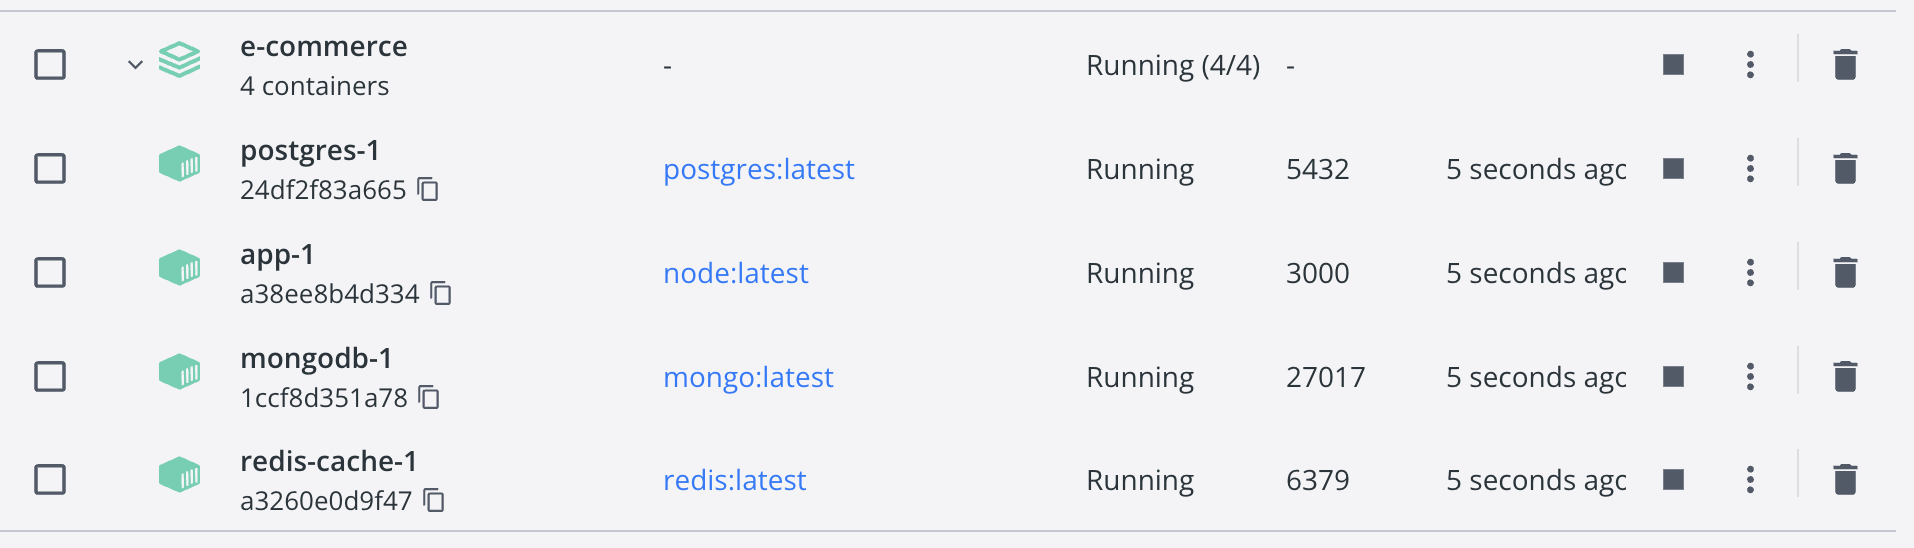 e-commerce
4 containers
-
Running (4/4)
-
postgres-1
24df2f83a665
postgres:latest
Running
5432
5 seconds agc
app-1
a38ee8b4d334
node:latest
Running
3000
5 seconds agc
mongodb-1
1ccf8d351a78
mongo:latest
Running
27017
5 seconds agc
redis-cache-1
a3260e0d9f47
redis:latest
Running
6379
5 seconds agc